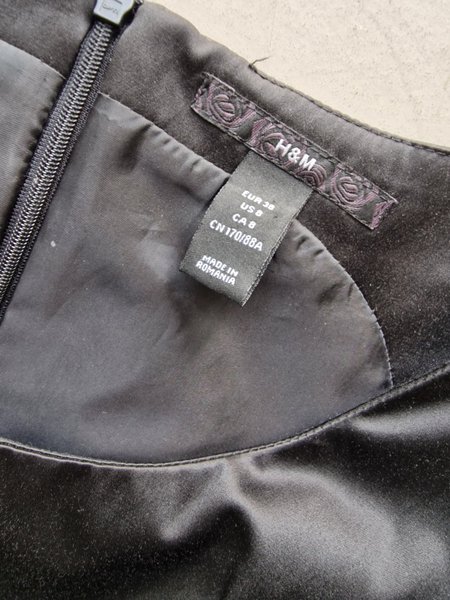 H&M
EUR 38
US 8
CA 8
CN 170/88A
MADE IN
ROMANIA